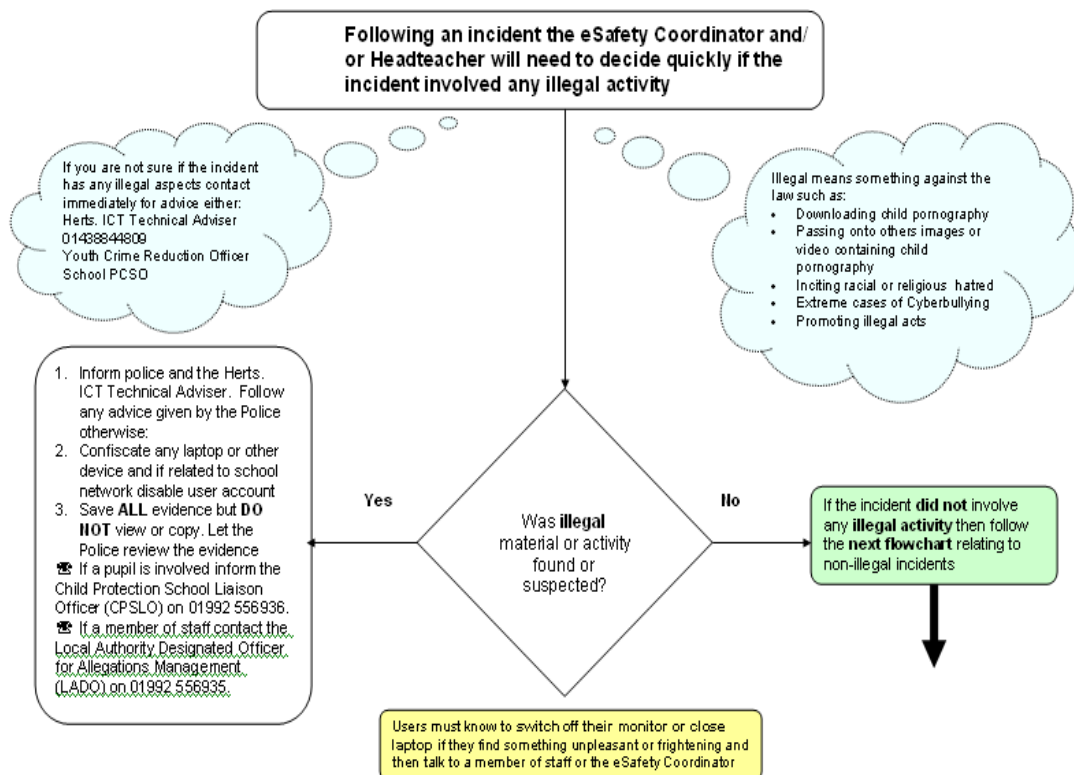 Following an incident the eSafety Coordinator and/
or Headteacher will need to decide quickly if the
incident involved any illegal activity
If you are not sure if the incident
has any illegal aspects contact
immediately for advice either:
Herts. ICT Technical Adviser
01438844809
Youth Crime Reduction Officer
School PCSO
Illegal means something against the
law such as:
• Downloading child pornography
• Passing onto others images or
video containing child
pornography
• Inciting racial or religious hatred
• Extreme cases of Cyberbullying
• Promoting illegal acts
1. Inform police and the Herts.
ICT Technical Adviser. Follow
any advice given by the Police
otherwise:
2. Confiscate any laptop or other
device and if related to school
network disable user account
3. Save ALL evidence but DO
NOT view or copy. Let the
Police review the evidence
☎ If a pupil is involved inform the
Child Protection School Liaison
Officer (CPSLO) on 01992 556936.
☎ If a member of staff contact the
Local Authority Designated Officer
for Allegations Management
(LADO) on 01992 556935.
Yes
Was illegal
material or activity
found or
suspected?
No
If the incident did not involve
any illegal activity then follow
the next flowchart relating to
non-illegal incidents
Users must know to switch off their monitor or close
laptop if they find something unpleasant or frightening and
then talk to a member of staff or the eSafety Coordinator